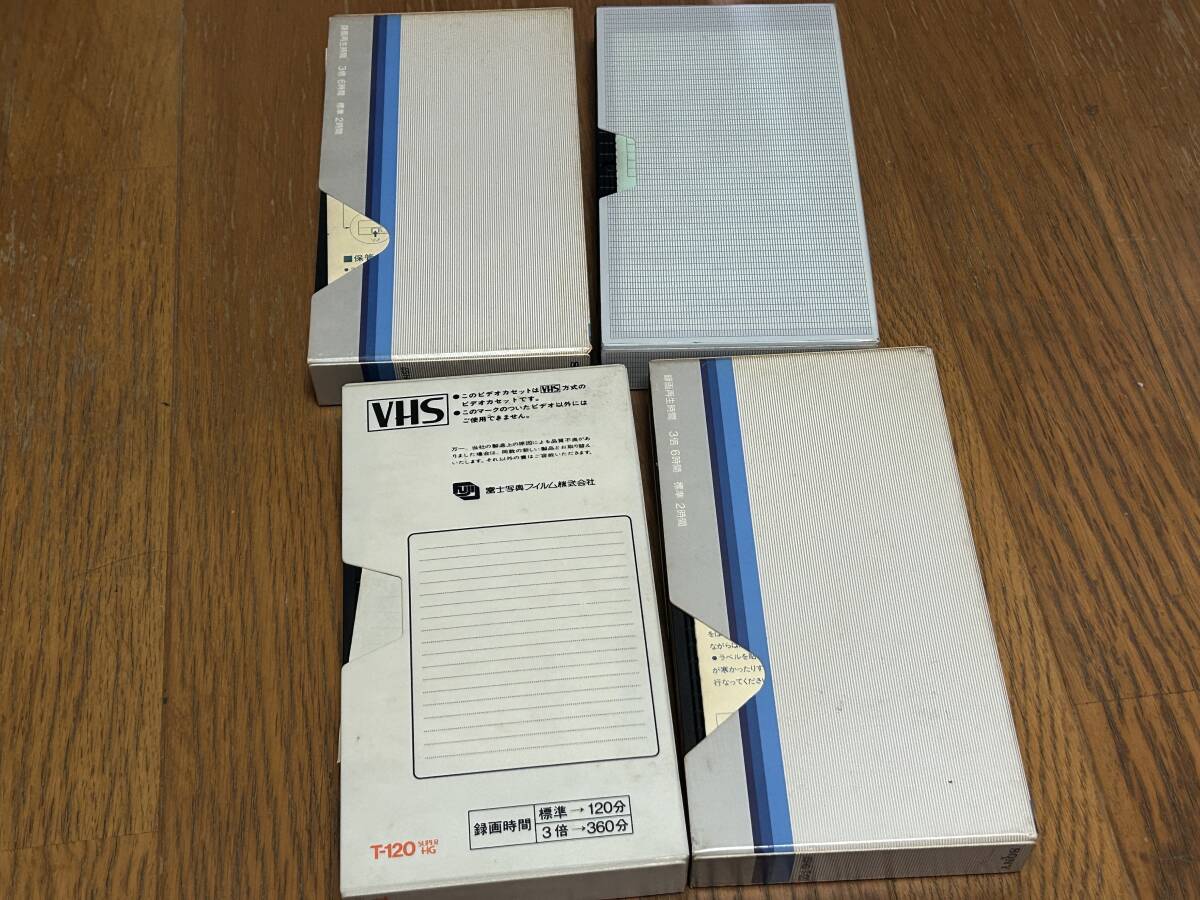 録画再生時間 3倍 6時間 標準 2時間
■保管
VHS
●このビデオカセットはVHS方式の
ビデオカセットです。
●このマークのついたビデオ以外には
ご使用できません。
万一、当社の製造上の原因による品質不良があ
りました場合は、同数の新しい製品とお取り替え
いたします。それ以外の責はご容赦いただきます。
FUJI 富士写真フイルム株式会社
録画時間
標準→120分
3倍→360分
T-120 SUPER HG
録画再生時間 3倍 6時間 標準 2時間
をは
ながらは
●ラベルを貼
が寒かったりす
行なってくださ
SONY